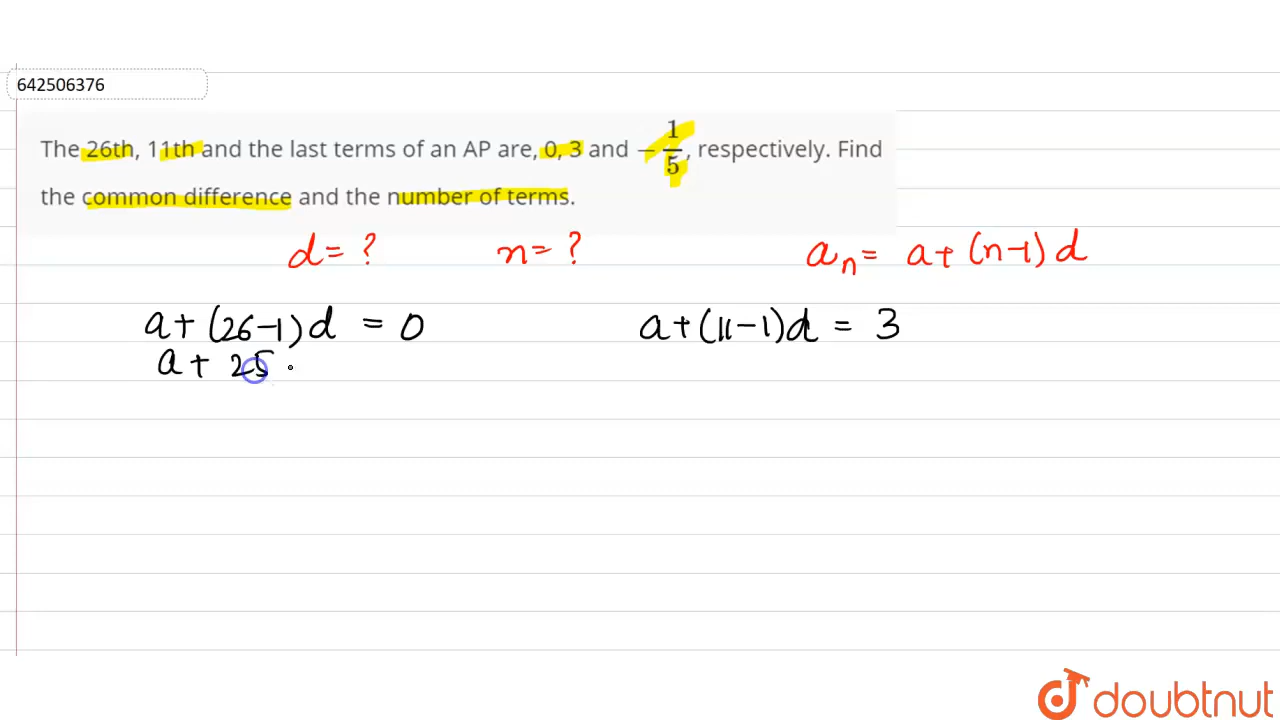 642506376
The 26th, 11th and the last terms of an AP are, 0, 3 and −1/5, respectively. Find
the common difference and the number of terms.
d = ? n = ? aₙ = a + (n−1) d
a + (26−1) d = 0 a + (11−1) d = 3
a + 25
doubtnut